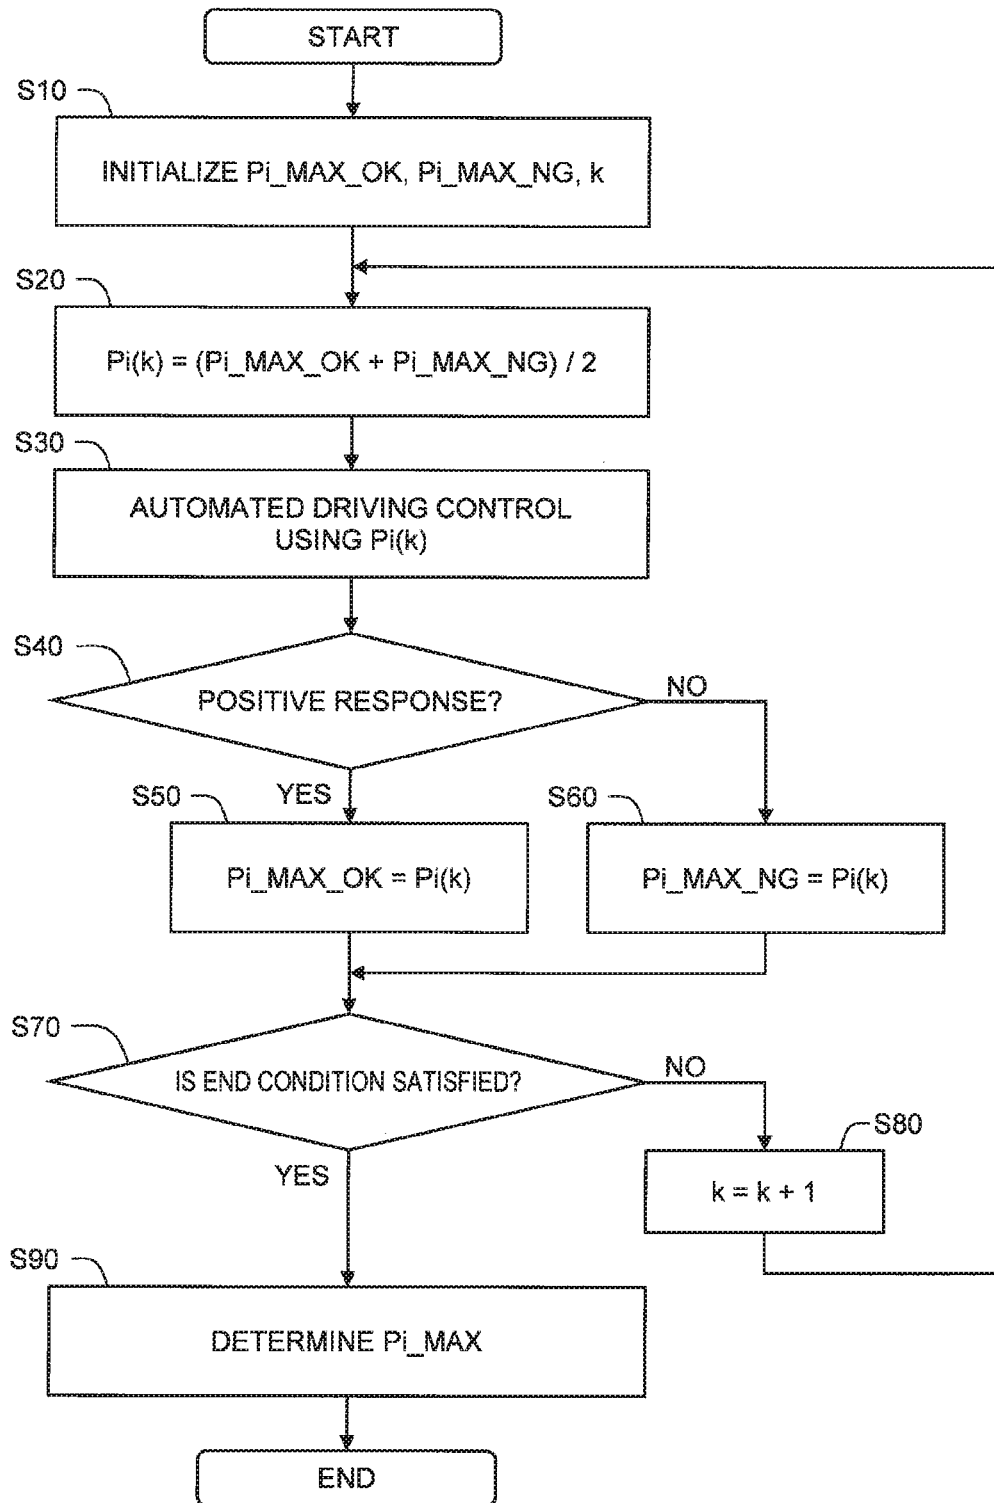 START
S10
INITIALIZE Pi_MAX_OK, Pi_MAX_NG, k
S20
Pi(k) = (Pi_MAX_OK + Pi_MAX_NG) / 2
S30
AUTOMATED DRIVING CONTROL
USING Pi(k)
S40
POSITIVE RESPONSE?
NO
YES
S50
Pi_MAX_OK = Pi(k)
S60
Pi_MAX_NG = Pi(k)
S70
IS END CONDITION SATISFIED?
NO
YES
S80
k = k + 1
S90
DETERMINE Pi_MAX
END